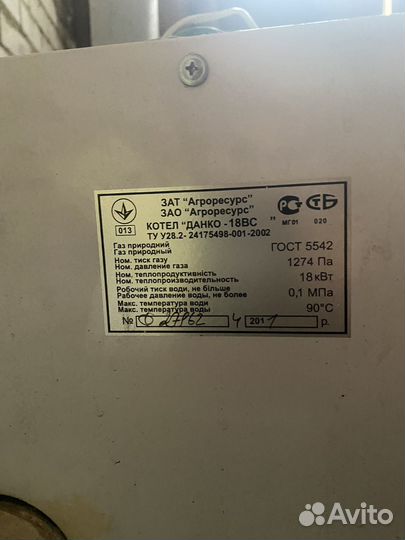 ЗАТ "Агроресурс"
ЗАО "Агроресурс"
КОТЕЛ "ДАНКО -18ВС "
013
МГ01
020
ТУ У28.2- 24175498-001-2002
Газ природний
Газ природный ГОСТ 5542
Ном. тиск газу
Ном. давление газа 1274 Па
Ном. теплопродуктивність
Ном. теплопроизводительность 18 кВт
Робочий тиск води, не більше
Рабочее давление воды, не более 0,1 МПа
Макс. температура води
Макс. температура воды 90°С
№ Ф 27962 4 2011 р.
Avito